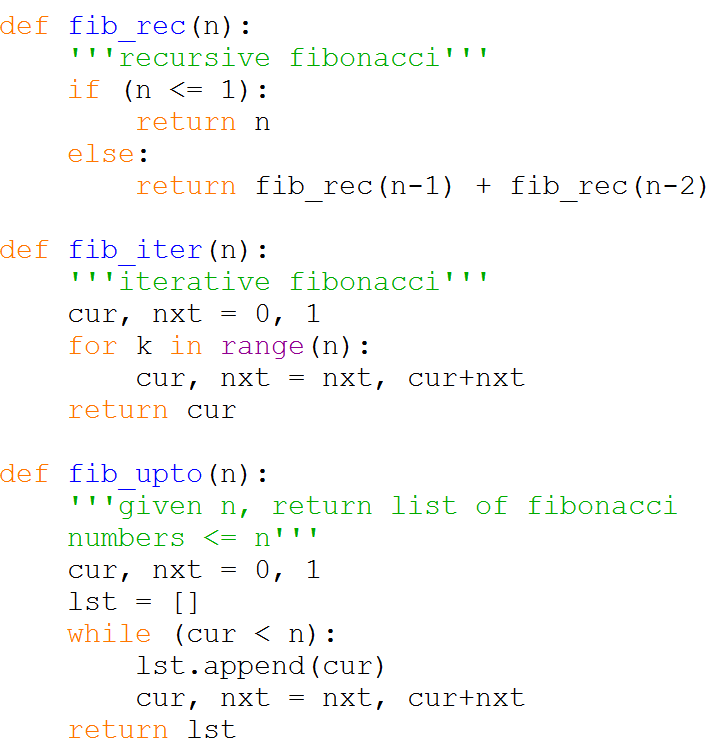 def fib_rec(n):
    '''recursive fibonacci'''
    if (n <= 1):
        return n
    else:
        return fib_rec(n-1) + fib_rec(n-2)

def fib_iter(n):
    '''iterative fibonacci'''
    cur, nxt = 0, 1
    for k in range(n):
        cur, nxt = nxt, cur+nxt
    return cur

def fib_upto(n):
    '''given n, return list of fibonacci
    numbers <= n'''
    cur, nxt = 0, 1
    lst = []
    while (cur < n):
        lst.append(cur)
        cur, nxt = nxt, cur+nxt
    return lst